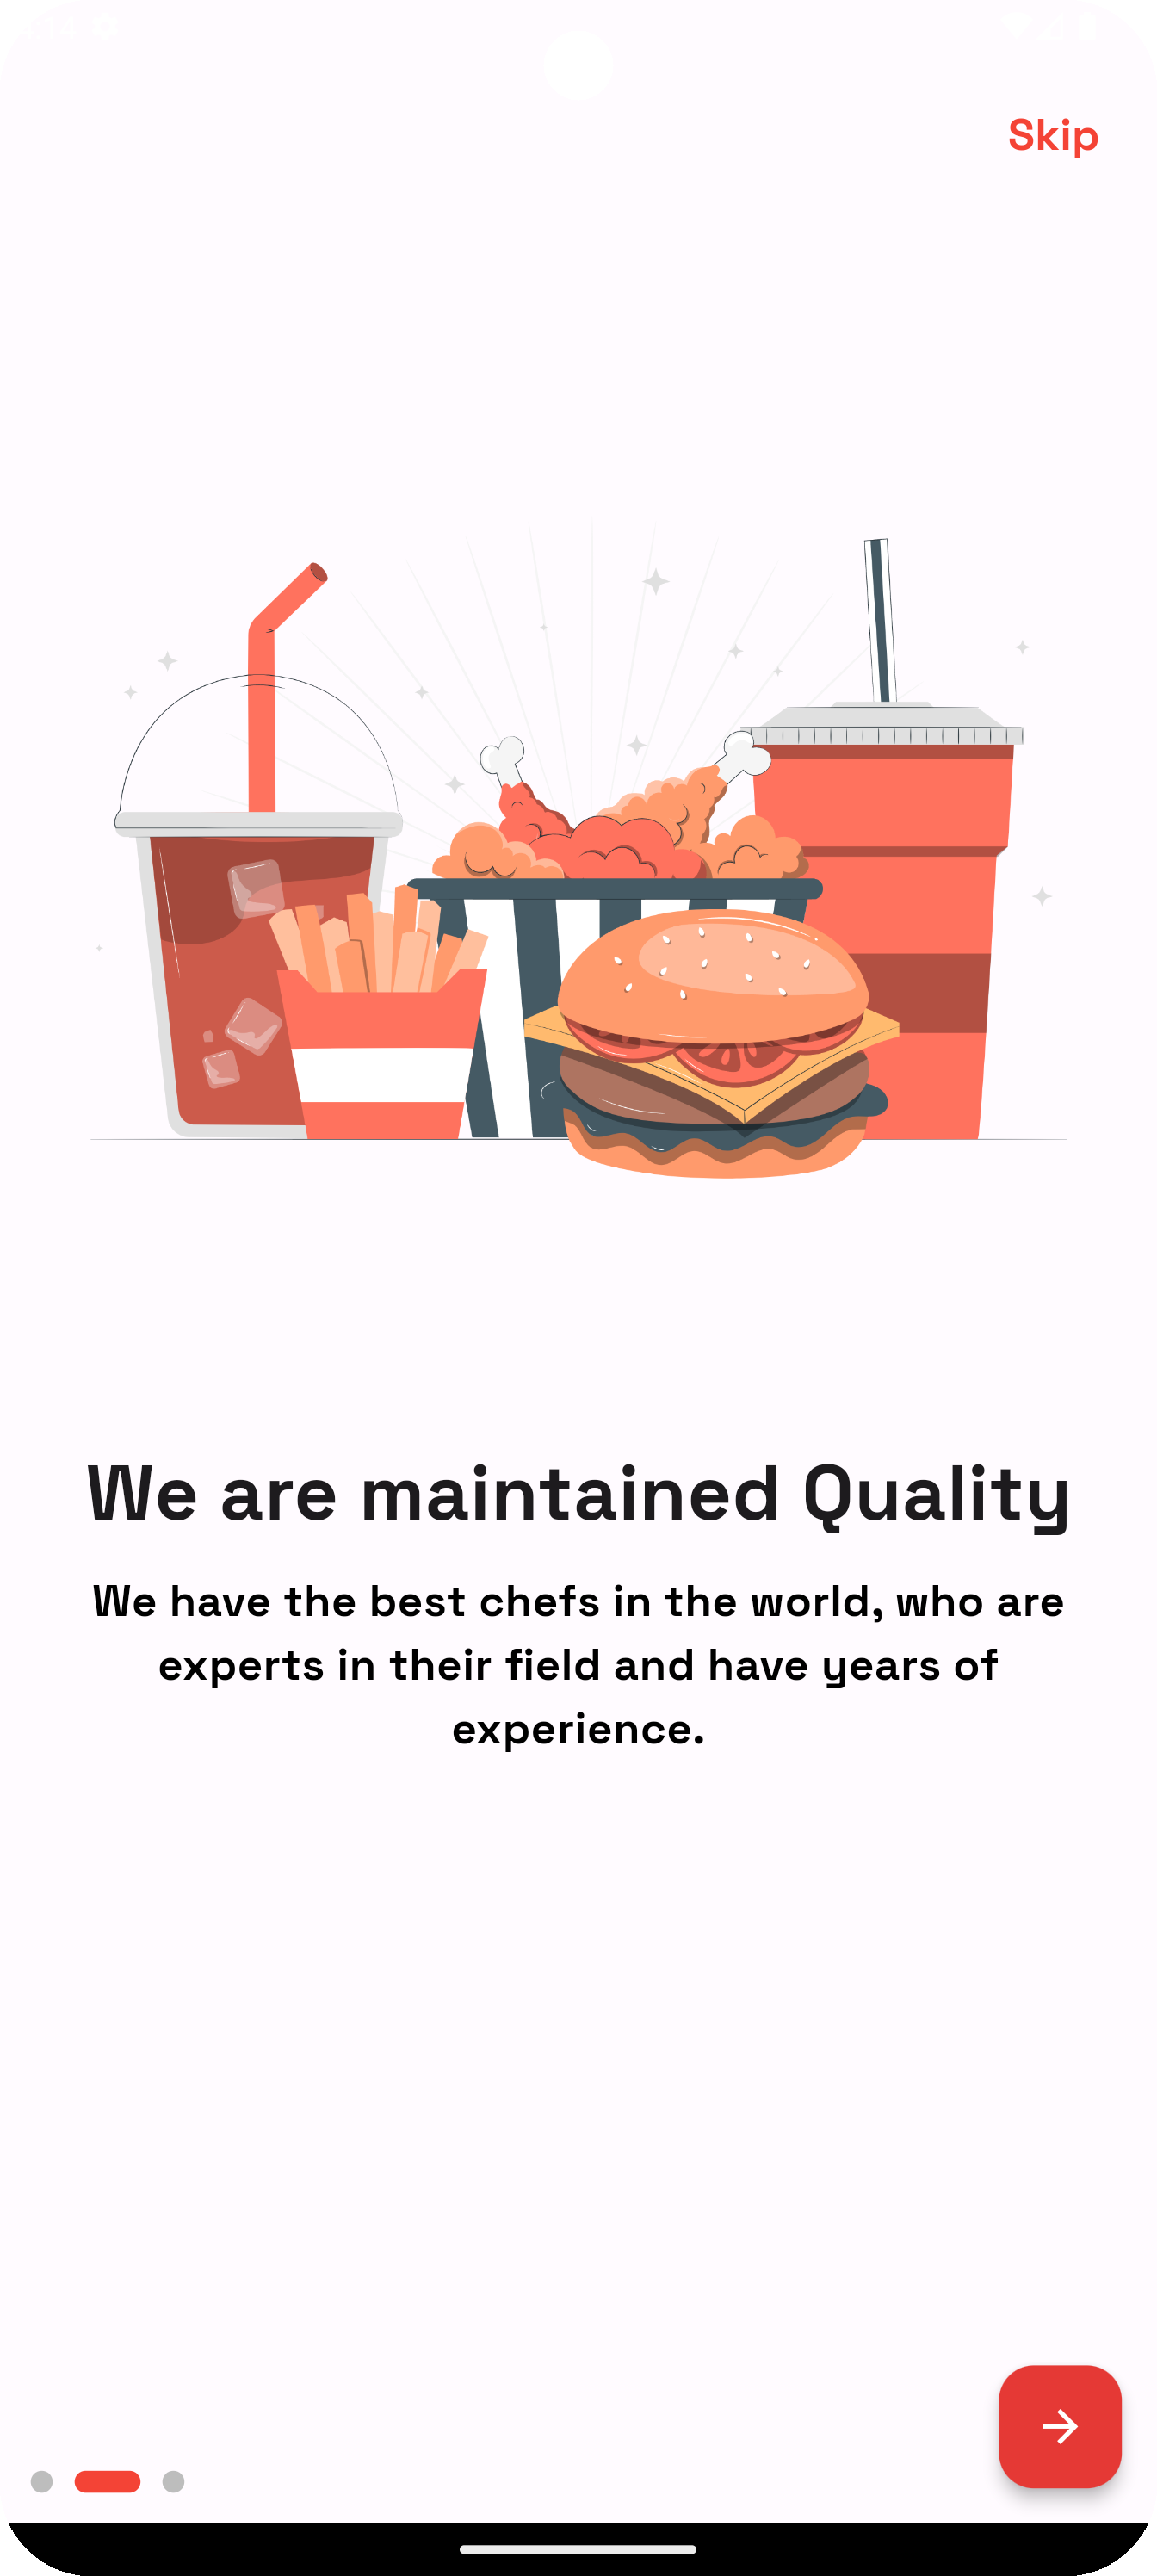 Skip
We are maintained Quality
We have the best chefs in the world, who are
experts in their field and have years of
experience.